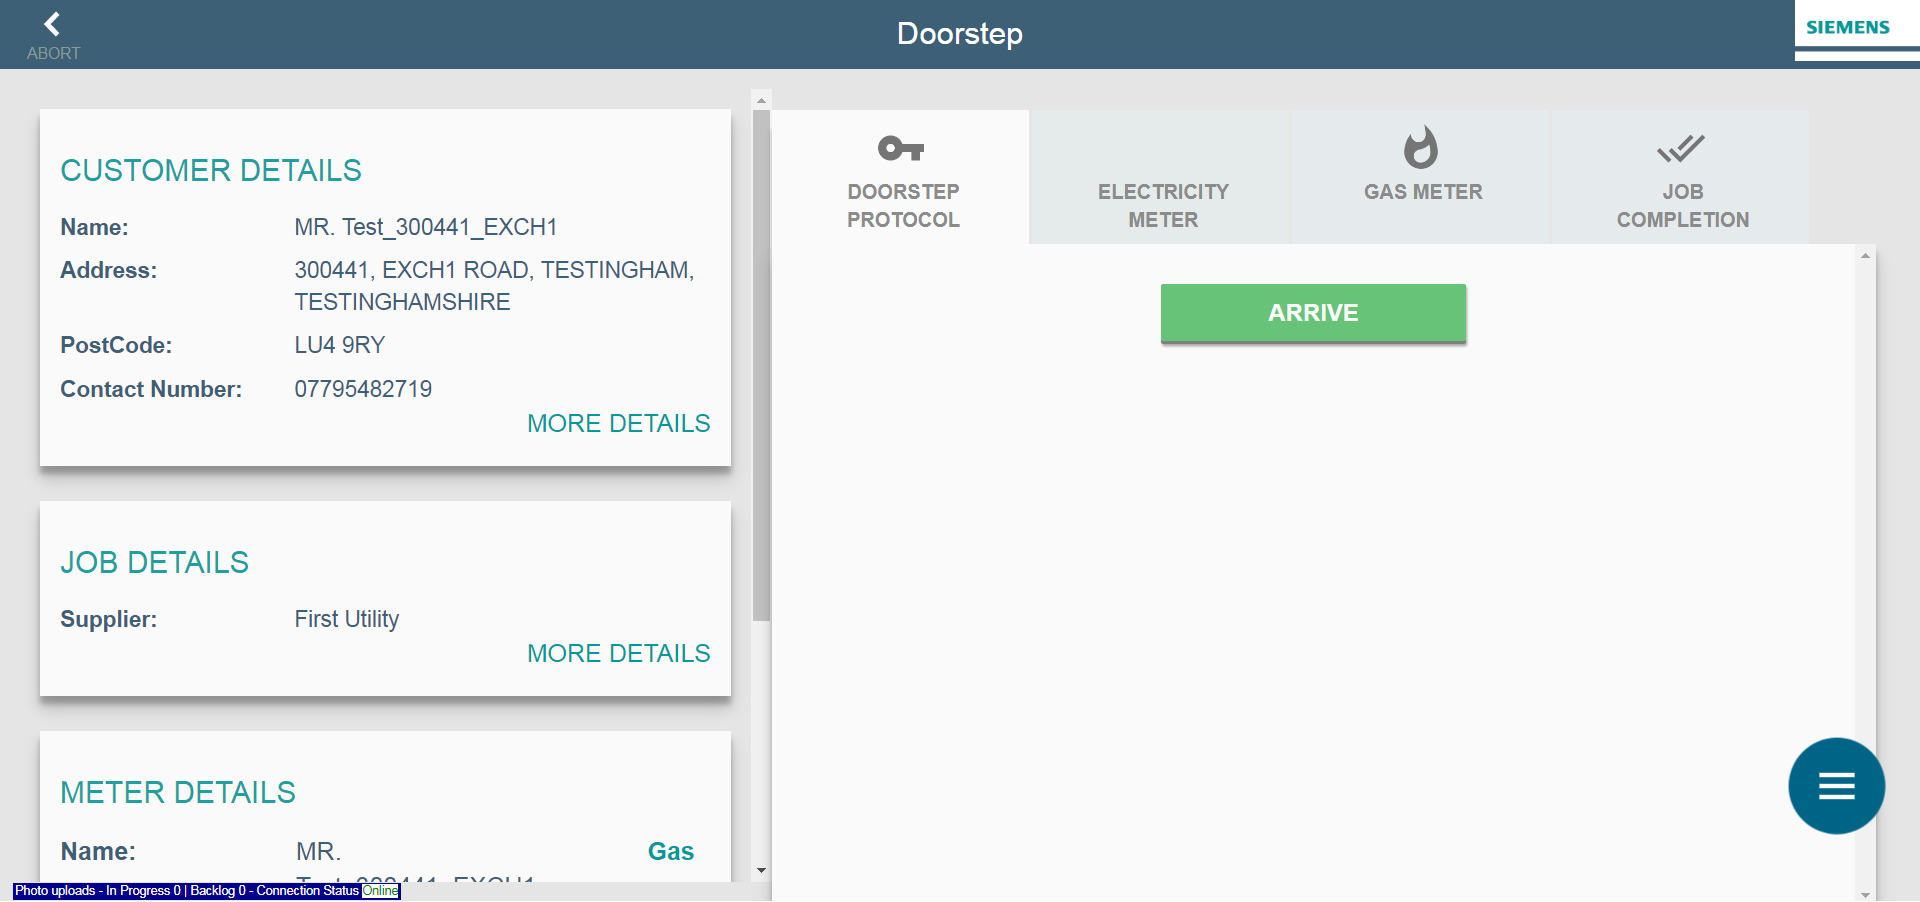 ABORT
Doorstep
SIEMENS
CUSTOMER DETAILS
Name: MR. Test_300441_EXCH1
Address: 300441, EXCH1 ROAD, TESTINGHAM,
TESTINGHAMSHIRE
PostCode: LU4 9RY
Contact Number: 07795482719
MORE DETAILS
JOB DETAILS
Supplier: First Utility
MORE DETAILS
METER DETAILS
Name: MR. Gas
Test_300441_EXCH1
Photo uploads - In Progress 0 | Backlog 0 - Connection Status Online
DOORSTEP
PROTOCOL
ELECTRICITY
METER
GAS METER
JOB
COMPLETION
ARRIVE